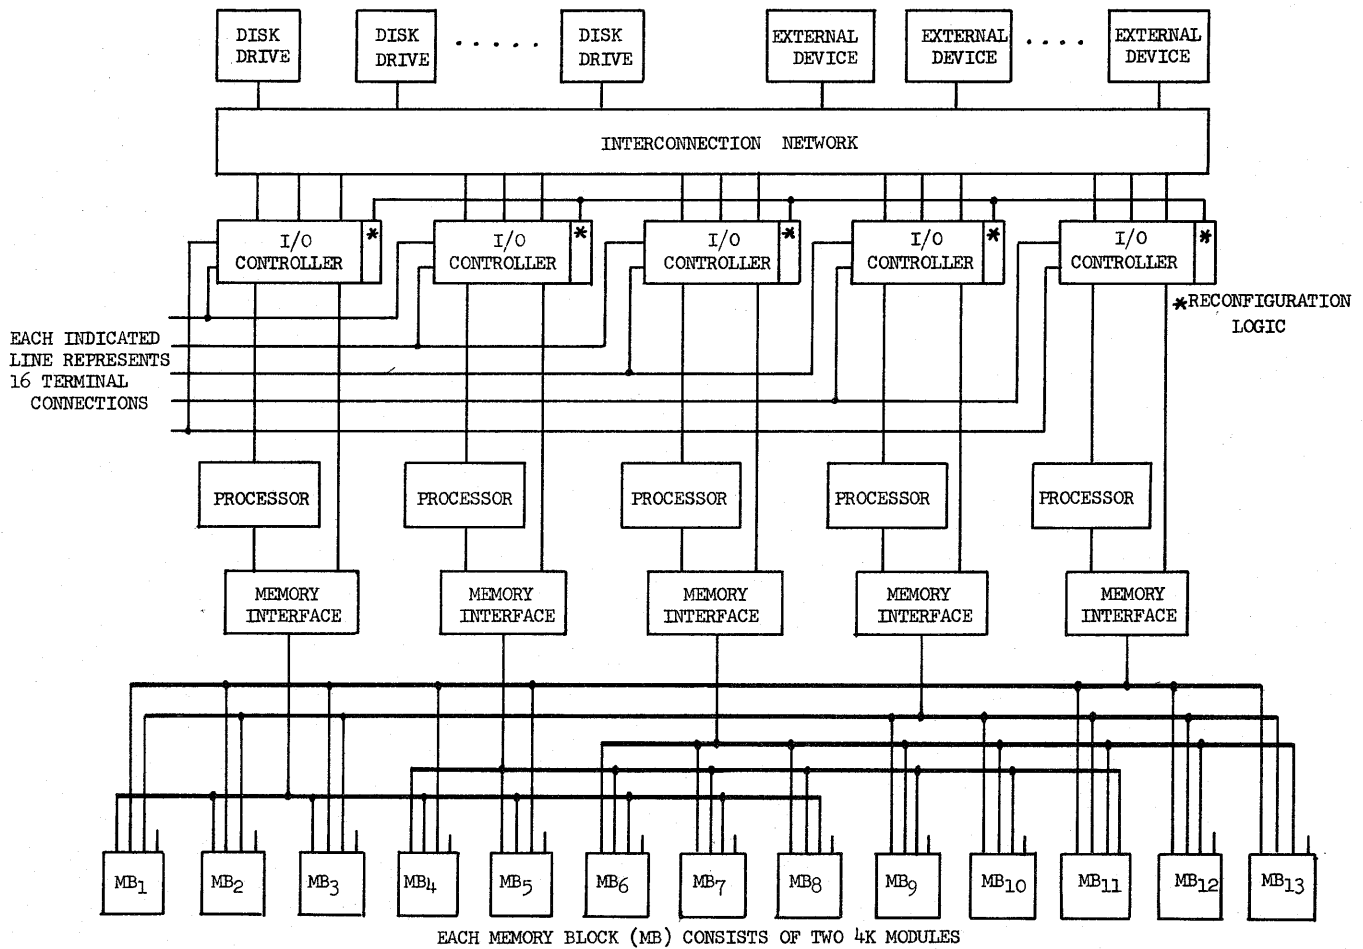 DISK
DRIVE
DISK
DRIVE
DISK
DRIVE
EXTERNAL
DEVICE
EXTERNAL
DEVICE
EXTERNAL
DEVICE
INTERCONNECTION NETWORK
I/O
CONTROLLER
*
I/O
CONTROLLER
*
I/O
CONTROLLER
*
I/O
CONTROLLER
*
I/O
CONTROLLER
*
*RECONFIGURATION
LOGIC
EACH INDICATED
LINE REPRESENTS
16 TERMINAL
CONNECTIONS
PROCESSOR
PROCESSOR
PROCESSOR
PROCESSOR
PROCESSOR
MEMORY
INTERFACE
MEMORY
INTERFACE
MEMORY
INTERFACE
MEMORY
INTERFACE
MEMORY
INTERFACE
MB1
MB2
MB3
MB4
MB5
MB6
MB7
MB8
MB9
MB10
MB11
MB12
MB13
EACH MEMORY BLOCK (MB) CONSISTS OF TWO 4K MODULES